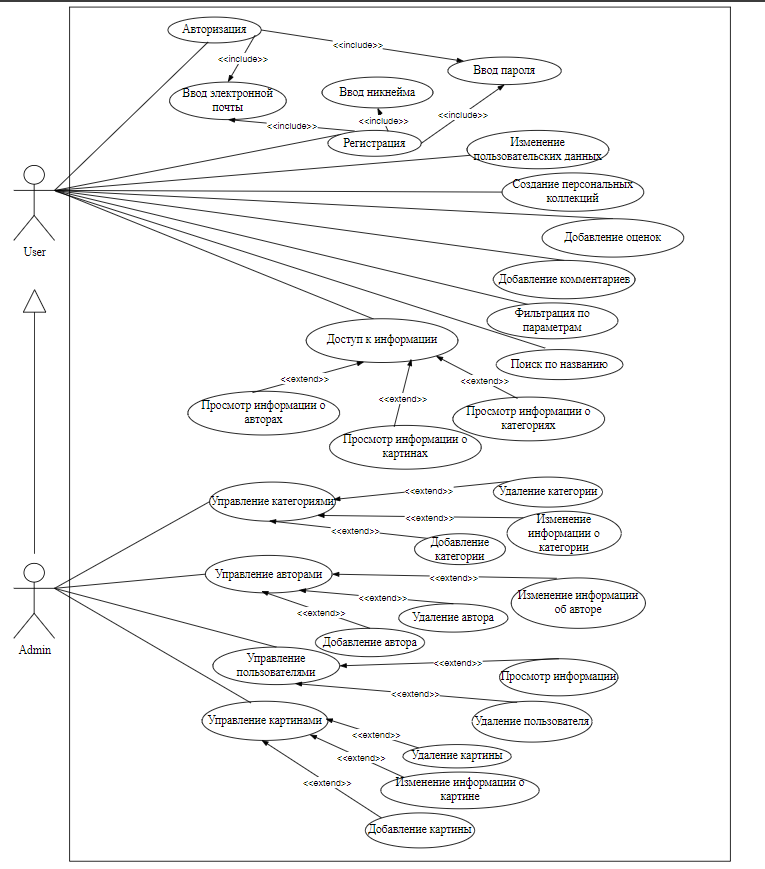 Авторизация
<<include>>
<<include>>
Ввод пароля
Ввод электронной
почты
Ввод никнейма
<<include>>
<<include>>
<<include>>
Регистрация
Изменение
пользовательских данных
Создание персональных
коллекций
User
Добавление оценок
Добавление комментариев
Фильтрация по
параметрам
Доступ к информации
Поиск по названию
<<extend>>
<<extend>>
<<extend>>
Просмотр информации о
авторах
Просмотр информации о
категориях
Просмотр информации о
картинах
Управление категориями
<<extend>>
Удаление категории
<<extend>>
<<extend>>
Изменение
информации о
категории
Добавление
категории
Управление авторами
<<extend>>
Изменение информации
об авторе
<<extend>>
<<extend>>
Удаление автора
Добавление автора
Admin
Управление
пользователями
<<extend>>
Просмотр информации
<<extend>>
Удаление пользователя
Управление картинами
<<extend>>
Удаление картины
<<extend>>
Изменение информации о
картине
<<extend>>
Добавление картины